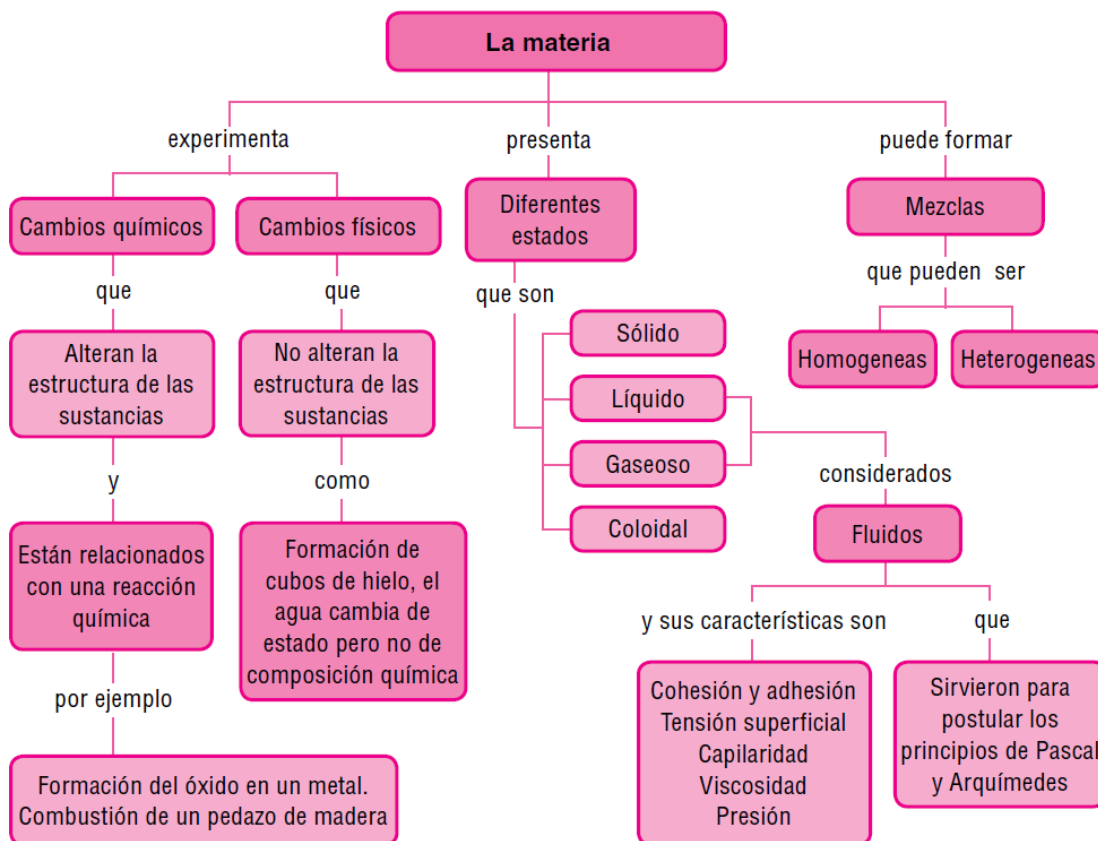 La materia
experimenta
presenta
puede formar
Cambios químicos
Cambios físicos
Diferentes
estados
Mezclas
que
que
que son
que pueden ser
Alteran la
estructura de las
sustancias
No alteran la
estructura de las
sustancias
Sólido
Líquido
Gaseoso
Coloidal
Homogeneas
Heterogeneas
y
como
considerados
Fluidos
Están relacionados
con una reacción
química
Formación de
cubos de hielo, el
agua cambia de
estado pero no de
composición química
y sus características son
que
por ejemplo
Cohesión y adhesión
Tensión superficial
Capilaridad
Viscosidad
Presión
Sirvieron para
postular los
principios de Pascal
y Arquímedes
Formación del óxido en un metal.
Combustión de un pedazo de madera